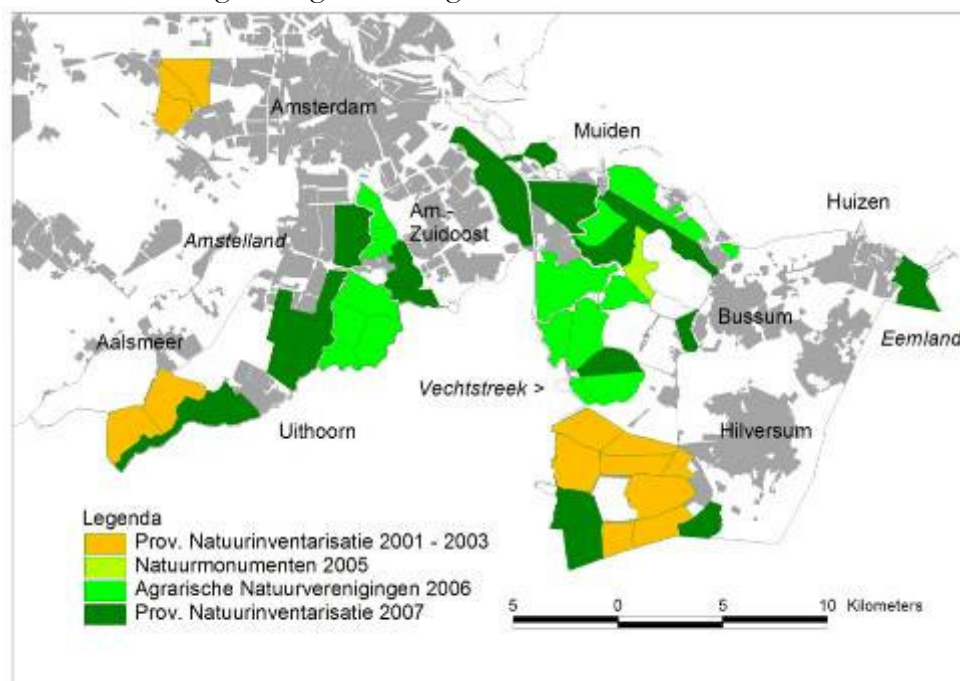 Amsterdam
Muiden
Huizen
Am.-
Zuidoost
Amstelland
Bussum
Aalsmeer
Eemland
Vechtstreek >
Uithoorn
Hilversum
Legenda
Prov. Natuurinventarisatie 2001 - 2003
Natuurmonumenten 2005
Agrarische Natuurverenigingen 2006
Prov. Natuurinventarisatie 2007
5 0 5 10 Kilometers